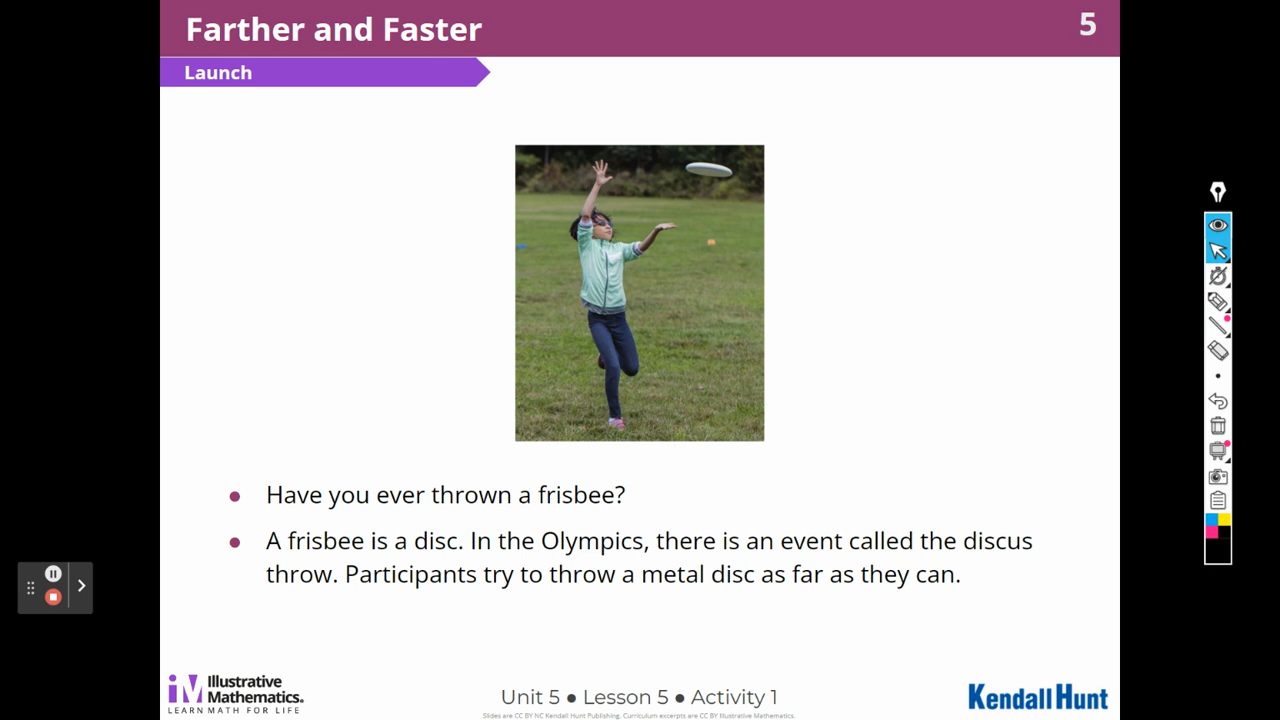 Farther and Faster
5
Launch
Have you ever thrown a frisbee?
A frisbee is a disc. In the Olympics, there is an event called the discus
throw. Participants try to throw a metal disc as far as they can.
iM Illustrative
Mathematics.
LEARN MATH FOR LIFE
Unit 5 ● Lesson 5 ● Activity 1
Slides are CC BY NC Kendall Hunt Publishing. Curriculum excerpts are CC BY Illustrative Mathematics.
Kendall Hunt